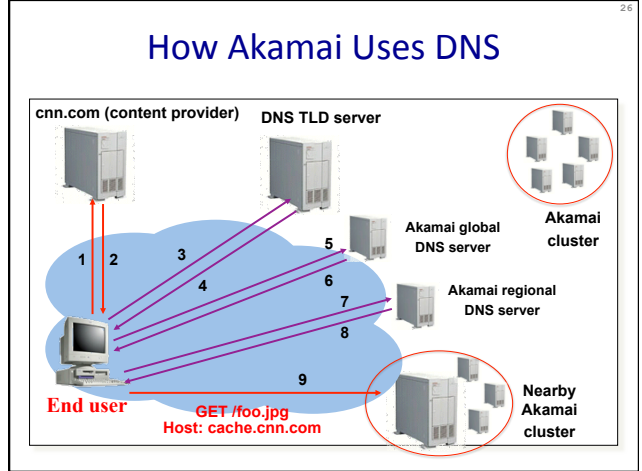 26
How Akamai Uses DNS
cnn.com (content provider)
DNS TLD server
Akamai
cluster
Akamai global
DNS server
1
2
3
4
5
6
Akamai regional
DNS server
7
8
9
End user
GET /foo.jpg
Host: cache.cnn.com
Nearby
Akamai
cluster